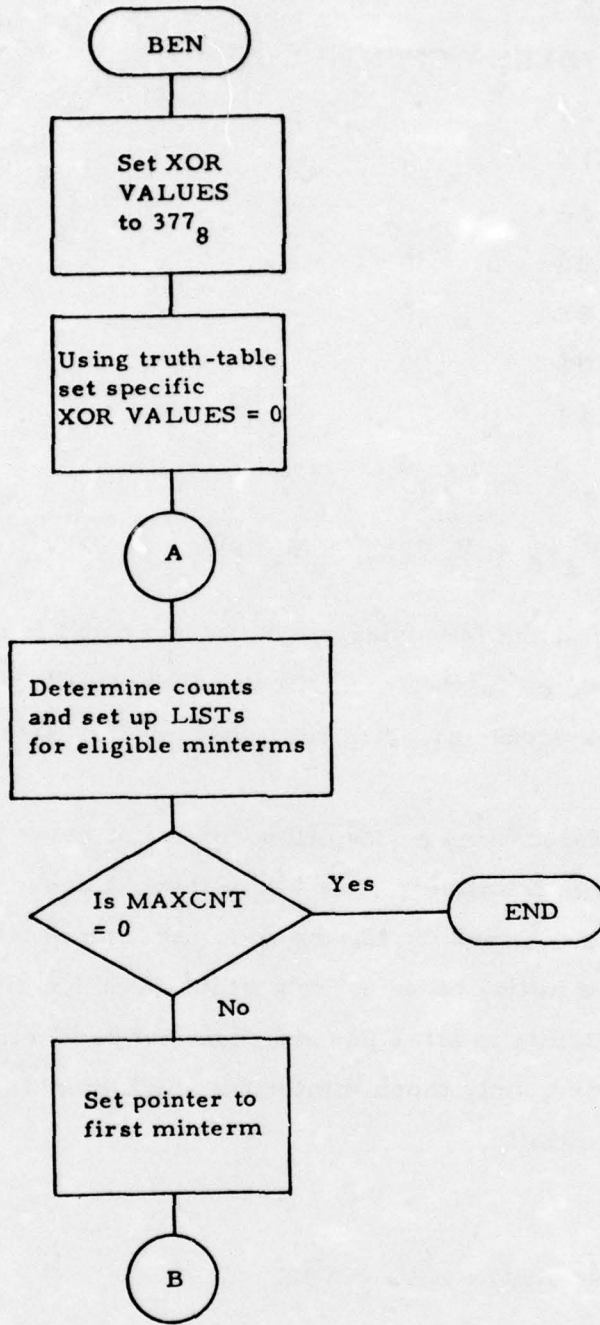 BEN
Set XOR
VALUES
to 377₈
Using truth-table
set specific
XOR VALUES = 0
A
Determine counts
and set up LISTs
for eligible minterms
Is MAXCNT
= 0
Yes
END
No
Set pointer to
first minterm
B